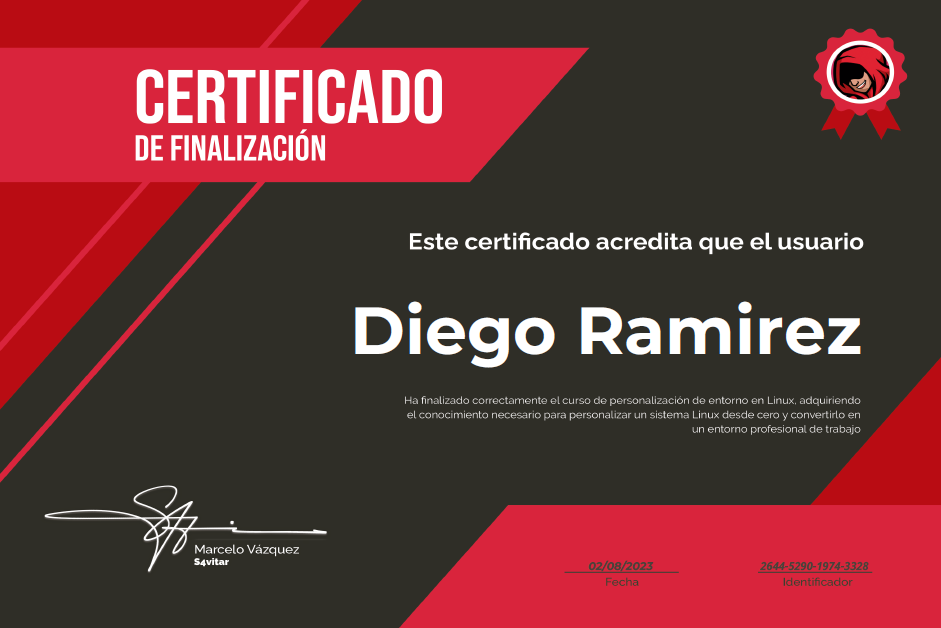 CERTIFICADO
DE FINALIZACIÓN
Este certificado acredita que el usuario
Diego Ramirez
Ha finalizado correctamente el curso de personalización de entorno en Linux, adquiriendo
el conocimiento necesario para personalizar un sistema Linux desde cero y convertirlo en
un entorno profesional de trabajo
Marcelo Vázquez
S4vitar
02/08/2023
Fecha
2644-5290-1974-3328
Identificador